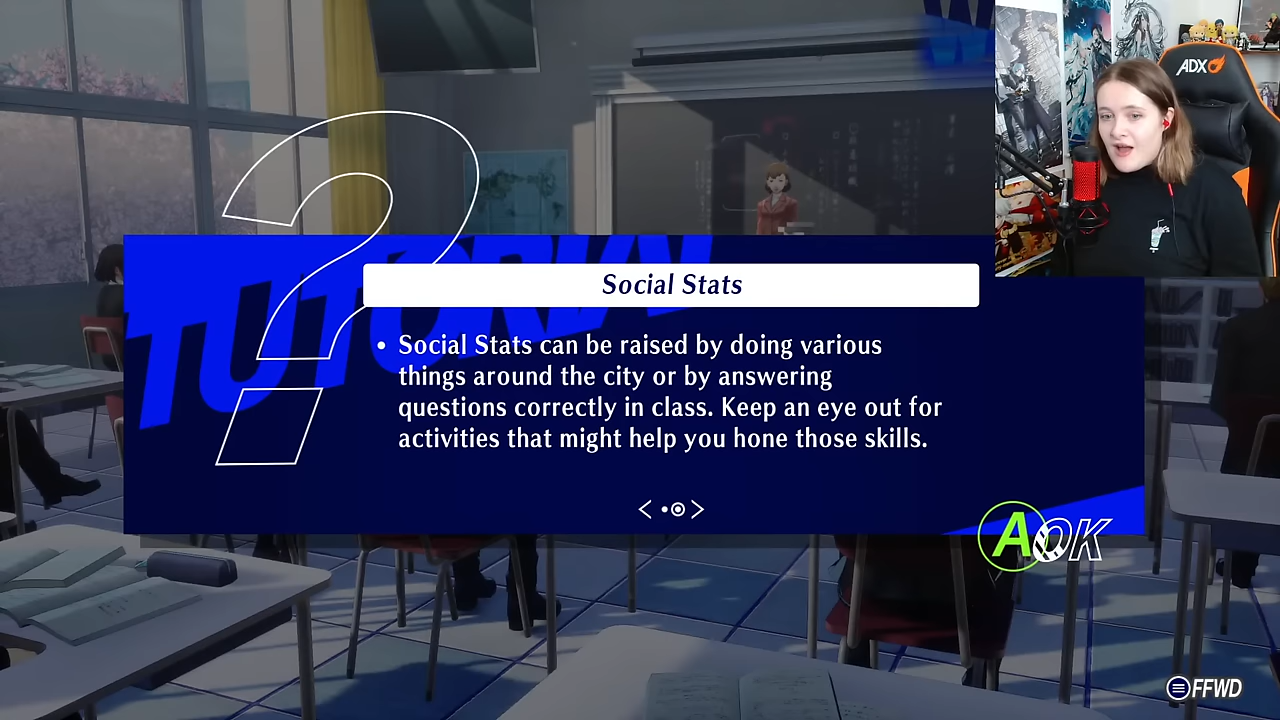 ADX
TUTORIAL
Social Stats
• Social Stats can be raised by doing various
things around the city or by answering
questions correctly in class. Keep an eye out for
activities that might help you hone those skills.
A OK
FFWD